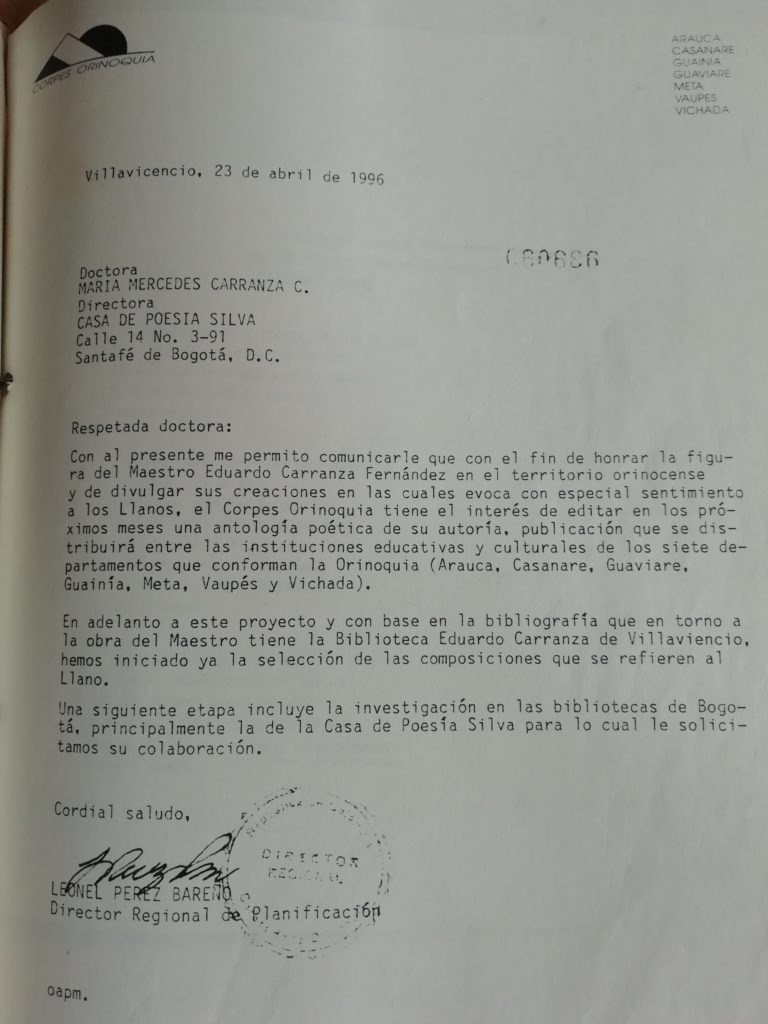 CORPES ORINOQUIA
ARAUCA
CASANARE
GUAINIA
GUAVIARE
META
VAUPES
VICHADA
Villavicencio, 23 de abril de 1996
Doctora
MARIA MERCEDES CARRANZA C.
Directora
CASA DE POESIA SILVA
Calle 14 No. 3-91
Santafé de Bogotá, D.C.
Respetada doctora:
Con al presente me permito comunicarle que con el fin de honrar la figu-
ra del Maestro Eduardo Carranza Fernández en el territorio orinocense
y de divulgar sus creaciones en las cuales evoca con especial sentimiento
a los Llanos, el Corpes Orinoquia tiene el interés de editar en los pró-
ximos meses una antología poética de su autoría, publicación que se dis-
tribuirá entre las instituciones educativas y culturales de los siete de-
partamentos que conforman la Orinoquia (Arauca, Casanare, Guaviare,
Guainía, Meta, Vaupés y Vichada).
En adelanto a este proyecto y con base en la bibliografía que en torno a
la obra del Maestro tiene la Biblioteca Eduardo Carranza de Villaviencio,
hemos iniciado ya la selección de las composiciones que se refieren al
Llano.
Una siguiente etapa incluye la investigación en las bibliotecas de Bogo-
tá, principalmente la de la Casa de Poesía Silva para lo cual le solici-
tamos su colaboración.
Cordial saludo,
DIRECTOR
REGIONAL
LEONEL PEREZ BAREÑO
Director Regional de Planificación
oapm.